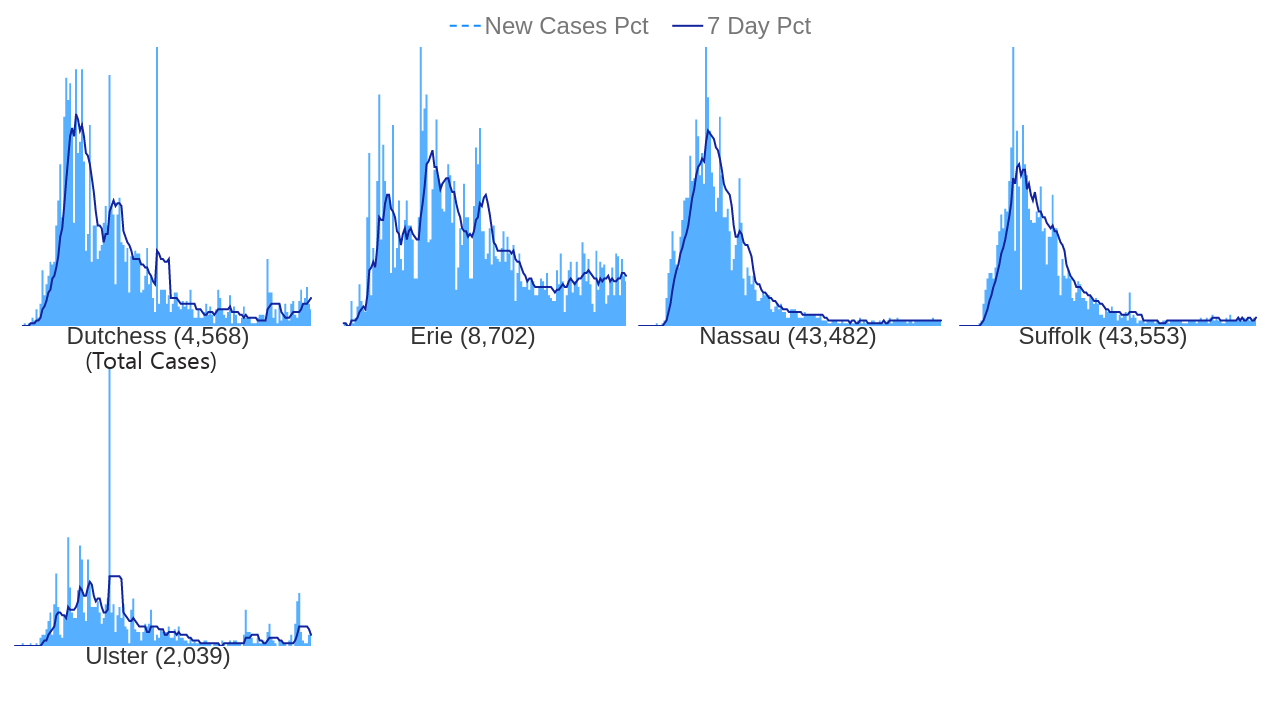 New Cases Pct 7 Day Pct
Dutchess (4,568) Erie (8,702) Nassau (43,482) Suffolk (43,553)
(Total Cases)
Ulster (2,039)